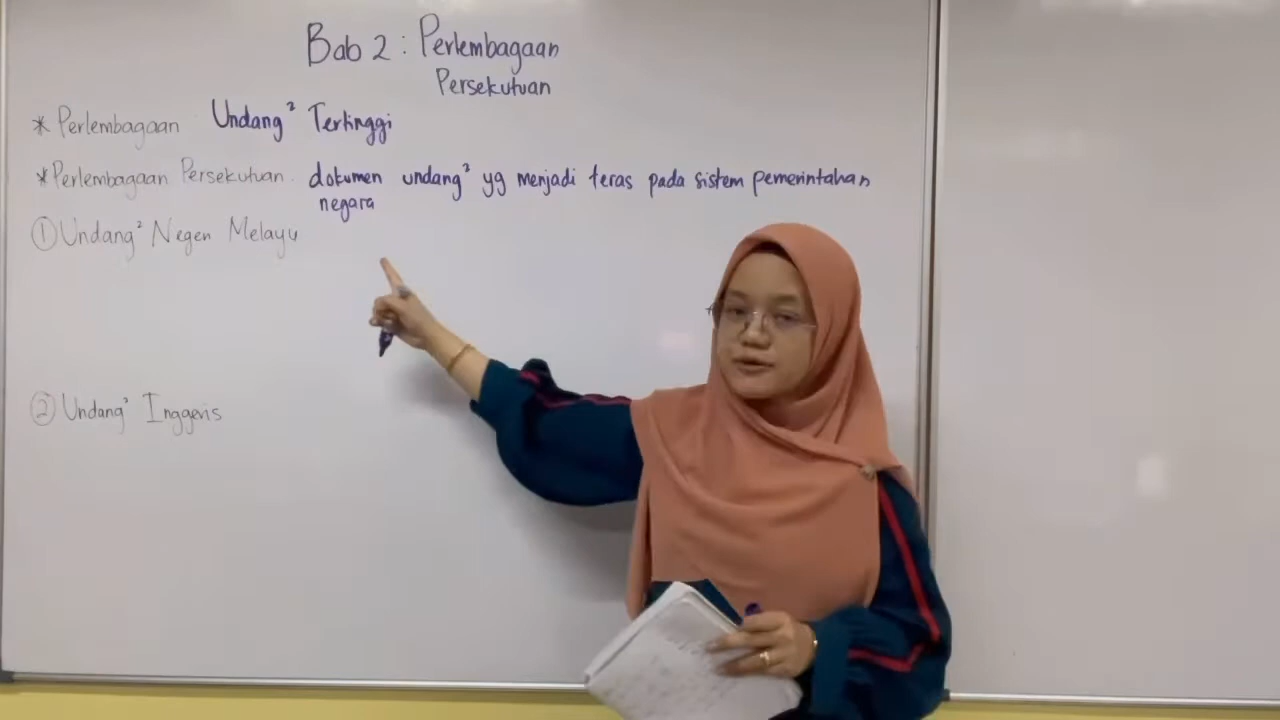 Bab 2 : Perlembagaan
Persekutuan
* Perlembagaan Undang² Tertinggi
* Perlembagaan Persekutuan. dokumen undang² yg menjadi teras pada sistem pemerintahan
negara
① Undang² Negeri Melayu
② Undang² Inggeris